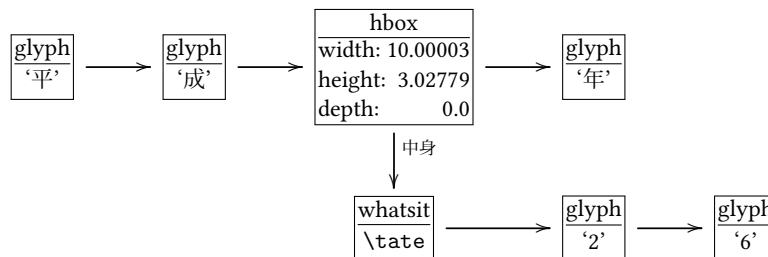 glyph
‘平’
glyph
‘成’
hbox
width: 10.00003
height: 3.02779
depth: 0.0
glyph
‘年’
中身
whatsit
\tate
glyph
‘2’
glyph
‘6’